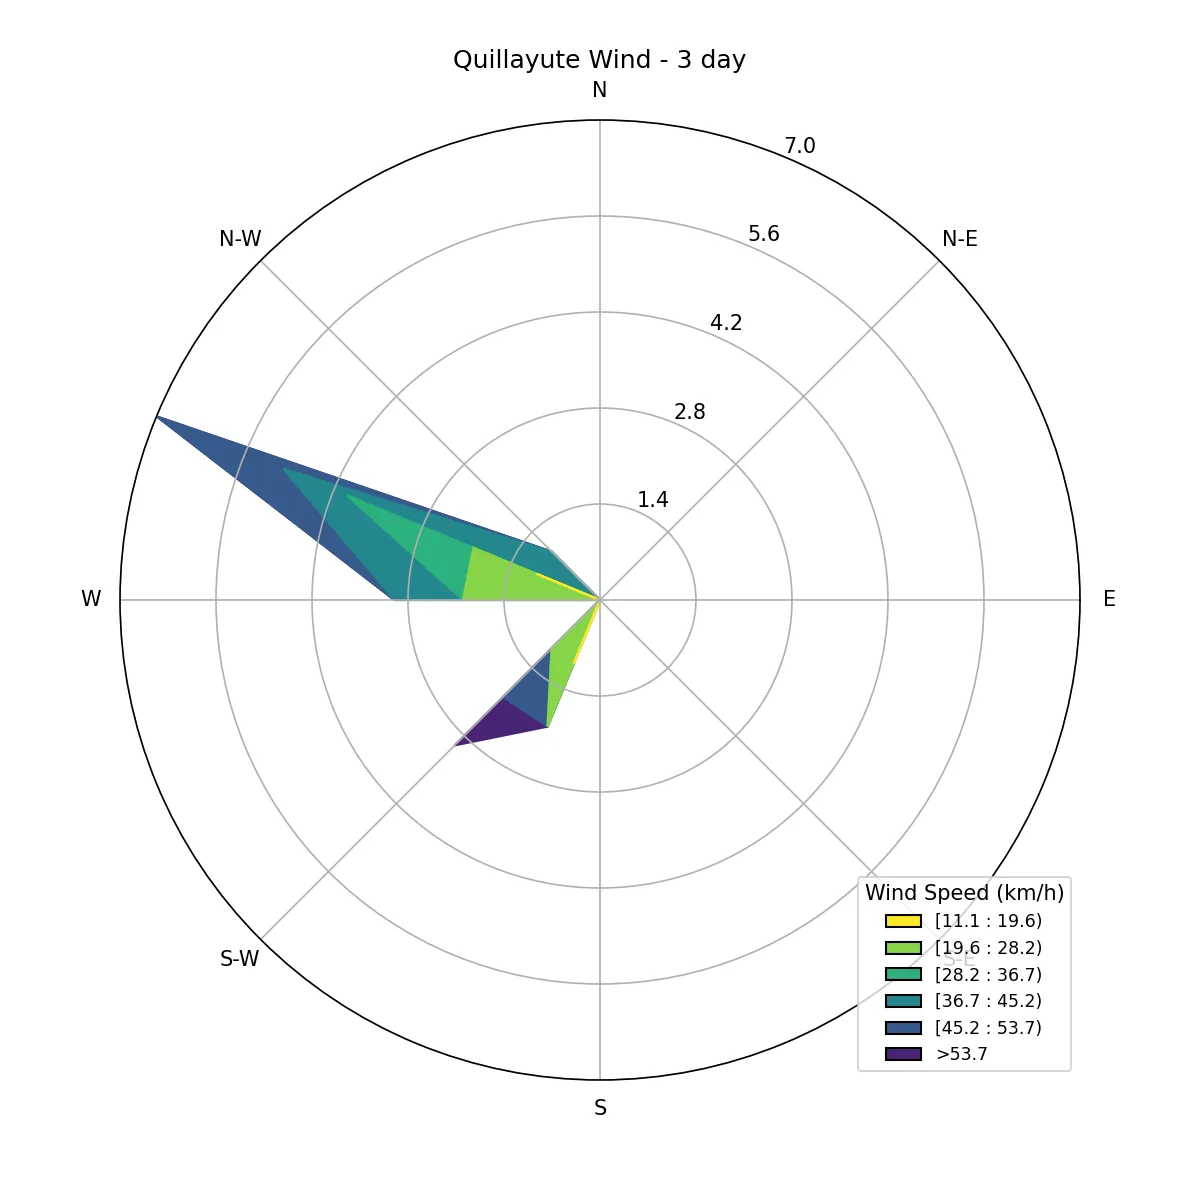 Quillayute Wind - 3 day
N
7.0
N-W
5.6
N-E
4.2
2.8
1.4
W
E
S-W
S-E
S
Wind Speed (km/h)
[11.1 : 19.6)
[19.6 : 28.2)
[28.2 : 36.7)
[36.7 : 45.2)
[45.2 : 53.7)
>53.7